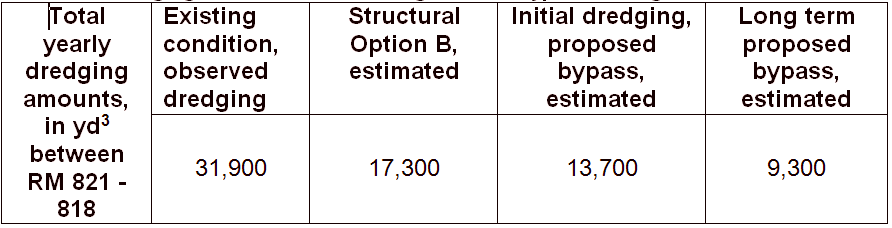 Total
yearly
dredging
amounts,
in yd³
between
RM 821 -
818
Existing
condition,
observed
dredging
Structural
Option B,
estimated
Initial dredging,
proposed
bypass,
estimated
Long term
proposed
bypass,
estimated
31,900
17,300
13,700
9,300